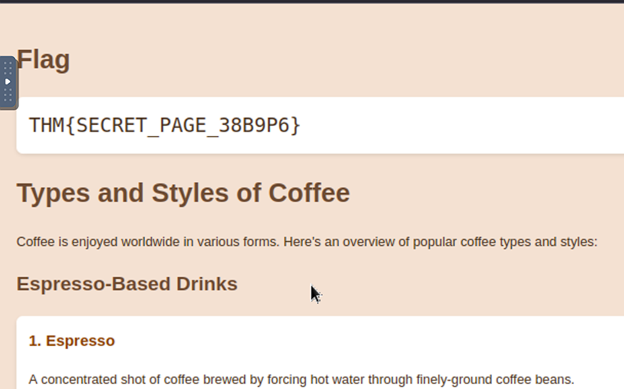 Flag
THM{SECRET_PAGE_38B9P6}
Types and Styles of Coffee
Coffee is enjoyed worldwide in various forms. Here's an overview of popular coffee types and styles:
Espresso-Based Drinks
1. Espresso
A concentrated shot of coffee brewed by forcing hot water through finely-ground coffee beans.